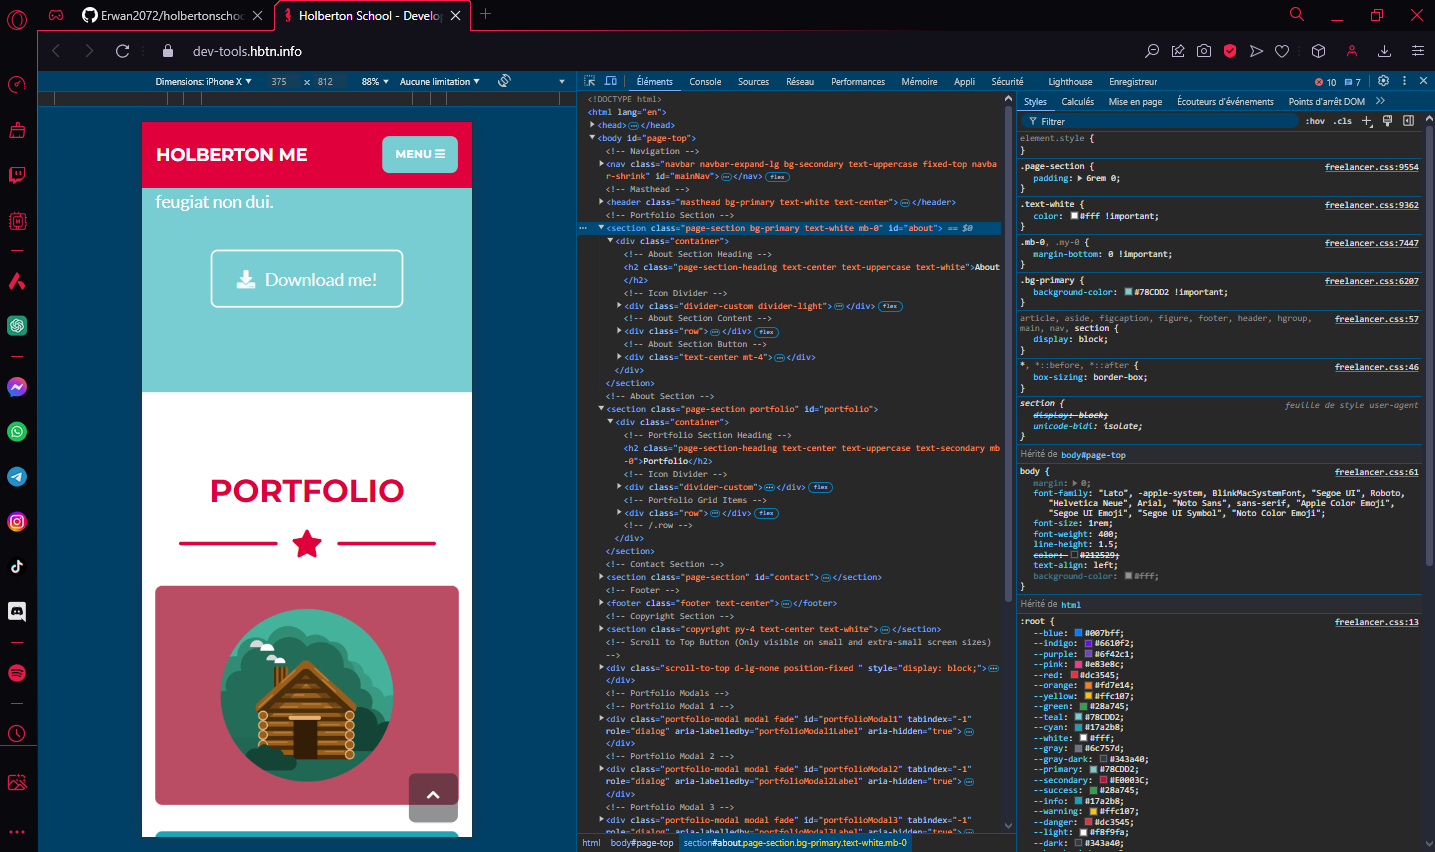 Erwan2072/holbertonschoo
Holberton School - Develop
dev-tools.hbtn.info
Dimensions: iPhone X ▼ 375 × 812 88% ▼ Aucune limitation ▼
HOLBERTON ME
MENU
feugiat non dui.
Download me!
PORTFOLIO
Éléments Console Sources Réseau Performances Mémoire Appli Sécurité Lighthouse Enregistreur 10 7
<!DOCTYPE html>
<html lang="en">
<head>…</head>
<body id="page-top">
<!-- Navigation -->
<nav class="navbar navbar-expand-lg bg-secondary text-uppercase fixed-top navba
r-shrink" id="mainNav">…</nav> flex
<!-- Masthead -->
<header class="masthead bg-primary text-white text-center">…</header>
<!-- Portfolio Section -->
<section class="page-section bg-primary text-white mb-0" id="about"> == $0
<div class="container">
<!-- About Section Heading -->
<h2 class="page-section-heading text-center text-uppercase text-white">About
</h2>
<!-- Icon Divider -->
<div class="divider-custom divider-light">…</div> flex
<!-- About Section Content -->
<div class="row">…</div> flex
<!-- About Section Button -->
<div class="text-center mt-4">…</div>
</div>
</section>
<!-- About Section -->
<section class="page-section portfolio" id="portfolio">
<div class="container">
<!-- Portfolio Section Heading -->
<h2 class="page-section-heading text-center text-uppercase text-secondary mb
-0">Portfolio</h2>
<!-- Icon Divider -->
<div class="divider-custom">…</div> flex
<!-- Portfolio Grid Items -->
<div class="row">…</div> flex
<!-- /.row -->
</div>
</section>
<!-- Contact Section -->
<section class="page-section" id="contact">…</section>
<!-- Footer -->
<footer class="footer text-center">…</footer>
<!-- Copyright Section -->
<section class="copyright py-4 text-center text-white">…</section>
<!-- Scroll to Top Button (Only visible on small and extra-small screen sizes)
-->
<div class="scroll-to-top d-lg-none position-fixed " style="display: block;">…
</div>
<!-- Portfolio Modals -->
<!-- Portfolio Modal 1 -->
<div class="portfolio-modal modal fade" id="portfolioModal1" tabindex="-1"
role="dialog" aria-labelledby="portfolioModal1Label" aria-hidden="true">…
</div>
<!-- Portfolio Modal 2 -->
<div class="portfolio-modal modal fade" id="portfolioModal2" tabindex="-1"
role="dialog" aria-labelledby="portfolioModal2Label" aria-hidden="true">…
</div>
<!-- Portfolio Modal 3 -->
<div class="portfolio-modal modal fade" id="portfolioModal3" tabindex="-1"
role="dialog" aria-labelledby="portfolioModal3Label" aria-hidden="true">…
html body#page-top section#about.page-section.bg-primary.text-white.mb-0
Styles Calculés Mise en page Écouteurs d'événements Points d'arrêt DOM
Filtrer :hov .cls
element.style {
}
.page-section { freelancer.css:9554
padding: 6rem 0;
}
.text-white { freelancer.css:9362
color: #fff !important;
}
.mb-0, .my-0 { freelancer.css:7447
margin-bottom: 0 !important;
}
.bg-primary { freelancer.css:6207
background-color: #78CDD2 !important;
}
article, aside, figcaption, figure, footer, header, hgroup, freelancer.css:57
main, nav, section {
display: block;
}
*, *::before, *::after { freelancer.css:46
box-sizing: border-box;
}
section { feuille de style user-agent
display: block;
unicode-bidi: isolate;
}
Hérité de body#page-top
body { freelancer.css:61
margin: 0;
font-family: "Lato", -apple-system, BlinkMacSystemFont, "Segoe UI", Roboto,
"Helvetica Neue", Arial, "Noto Sans", sans-serif, "Apple Color Emoji",
"Segoe UI Emoji", "Segoe UI Symbol", "Noto Color Emoji";
font-size: 1rem;
font-weight: 400;
line-height: 1.5;
color: #212529;
text-align: left;
background-color: #fff;
}
Hérité de html
:root { freelancer.css:13
--blue: #007bff;
--indigo: #6610f2;
--purple: #6f42c1;
--pink: #e83e8c;
--red: #dc3545;
--orange: #fd7e14;
--yellow: #ffc107;
--green: #28a745;
--teal: #78CDD2;
--cyan: #17a2b8;
--white: #fff;
--gray: #6c757d;
--gray-dark: #343a40;
--primary: #78CDD2;
--secondary: #E0003C;
--success: #28a745;
--info: #17a2b8;
--warning: #ffc107;
--danger: #dc3545;
--light: #f8f9fa;
--dark: #343a40;